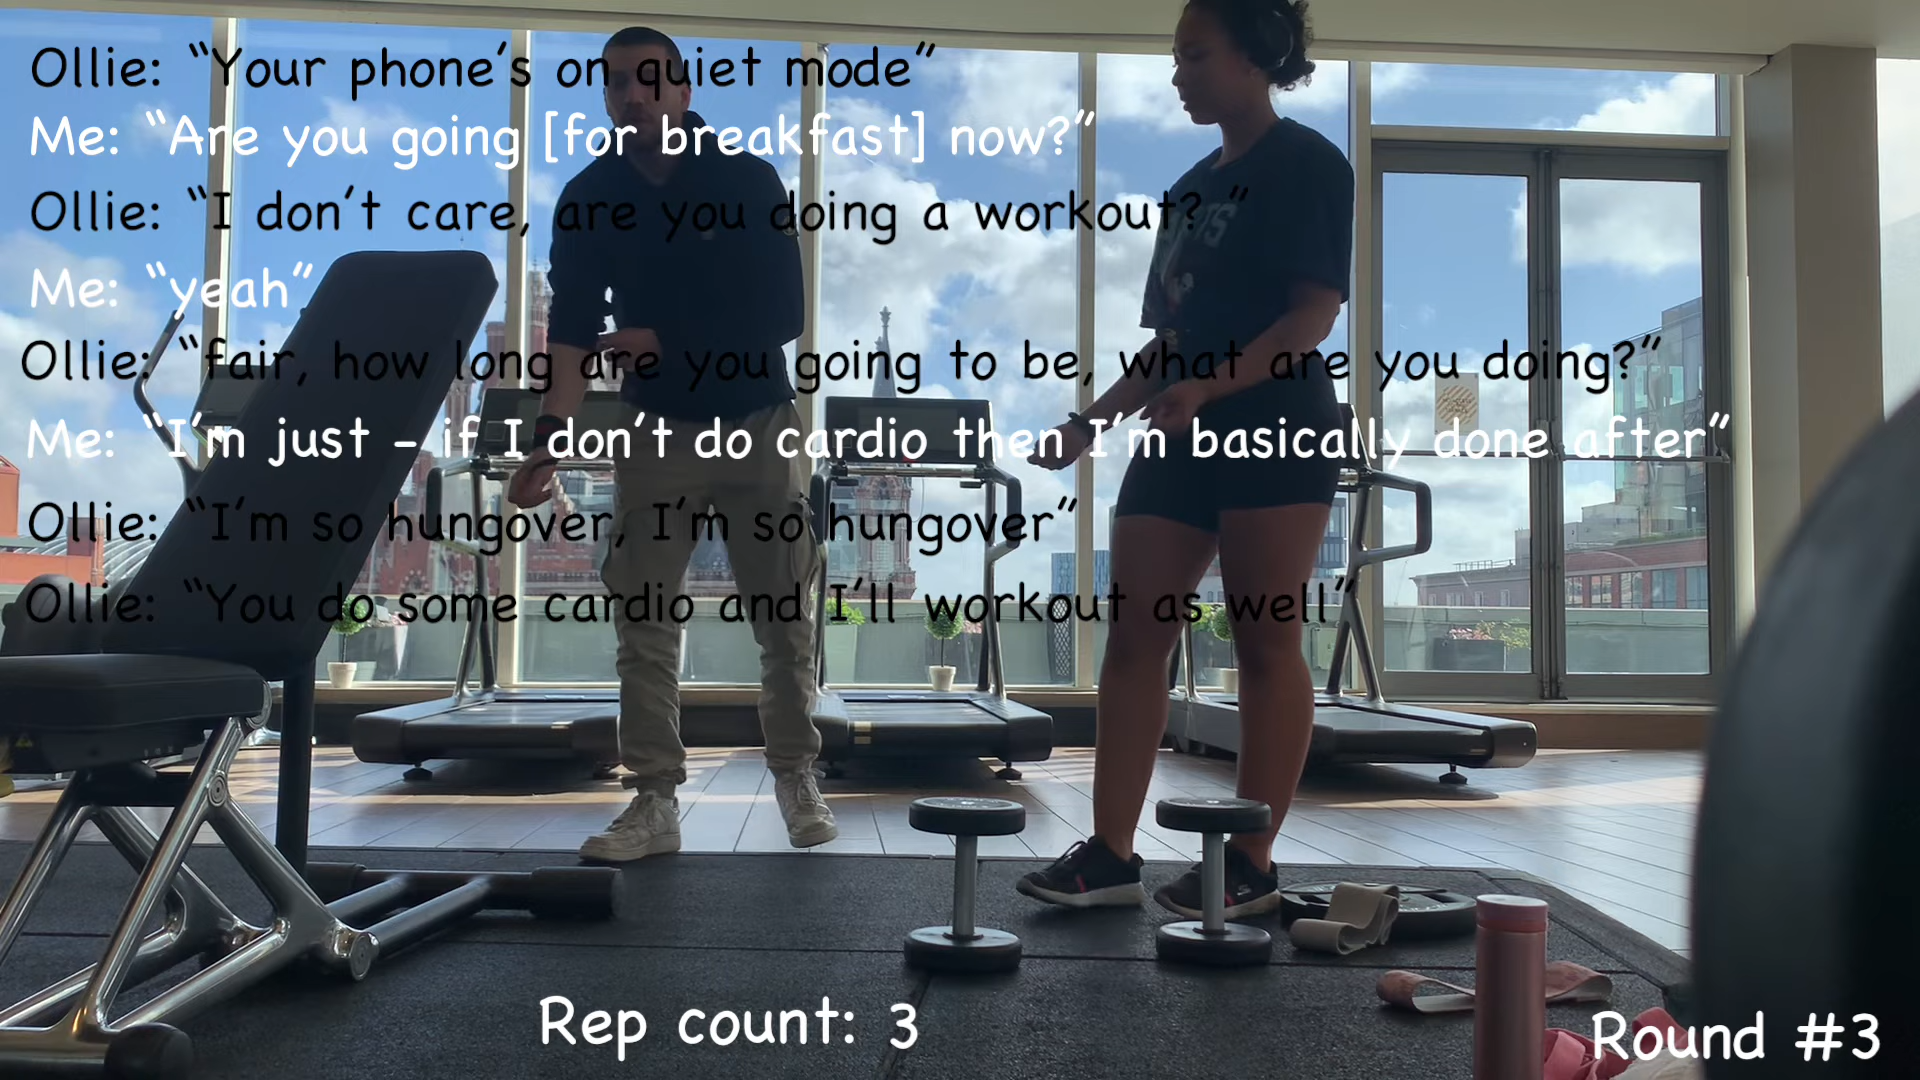 Ollie: “Your phone’s on quiet mode”
Me: “Are you going [for breakfast] now?”
Ollie: “I don’t care, are you doing a workout? ”
Me: “yeah”
Ollie: “fair, how long are you going to be, what are you doing?”
Me: “I’m just - if I don’t do cardio then I’m basically done after”
Ollie: “I’m so hungover, I’m so hungover”
Ollie: “You do some cardio and I’ll workout as well”
Rep count: 3
Round #3